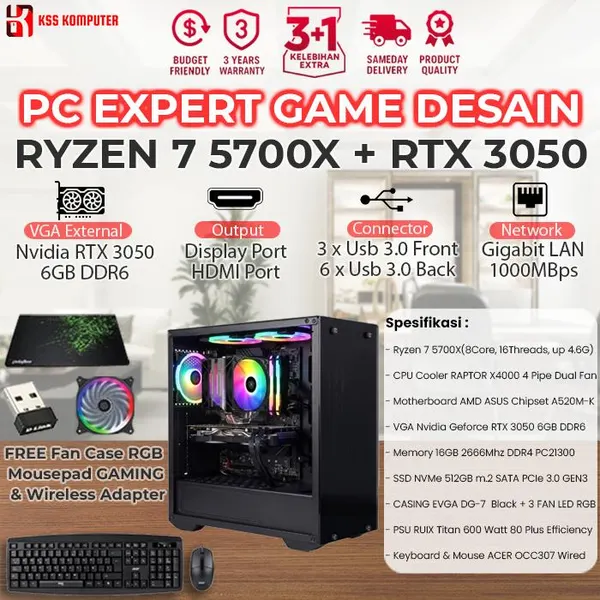 KSS KOMPUTER
BUDGET
FRIENDLY
3 YEARS
WARRANTY
3+1
KELEBIHAN
EXTRA
SAMEDAY
DELIVERY
PRODUCT
QUALITY
PC EXPERT GAME DESAIN
RYZEN 7 5700X + RTX 3050
VGA External
Nvidia RTX 3050
6GB DDR6
Output
Display Port
HDMI Port
Connector
3 x Usb 3.0 Front
6 x Usb 3.0 Back
Network
Gigabit LAN
1000MBps
FREE Fan Case RGB
Mousepad GAMING
& Wireless Adapter
Spesifikasi :
- Ryzen 7 5700X(8Core, 16Threads, up 4.6G)
- CPU Cooler RAPTOR X4000 4 Pipe Dual Fan
- Motherboard AMD ASUS Chipset A520M-K
- VGA Nvidia Geforce RTX 3050 6GB DDR6
- Memory 16GB 2666Mhz DDR4 PC21300
- SSD NVMe 512GB m.2 SATA PCIe 3.0 GEN3
- CASING EVGA DG-7 Black + 3 FAN LED RGB
- PSU RUIX Titan 600 Watt 80 Plus Efficiency
- Keyboard & Mouse ACER OCC307 Wired